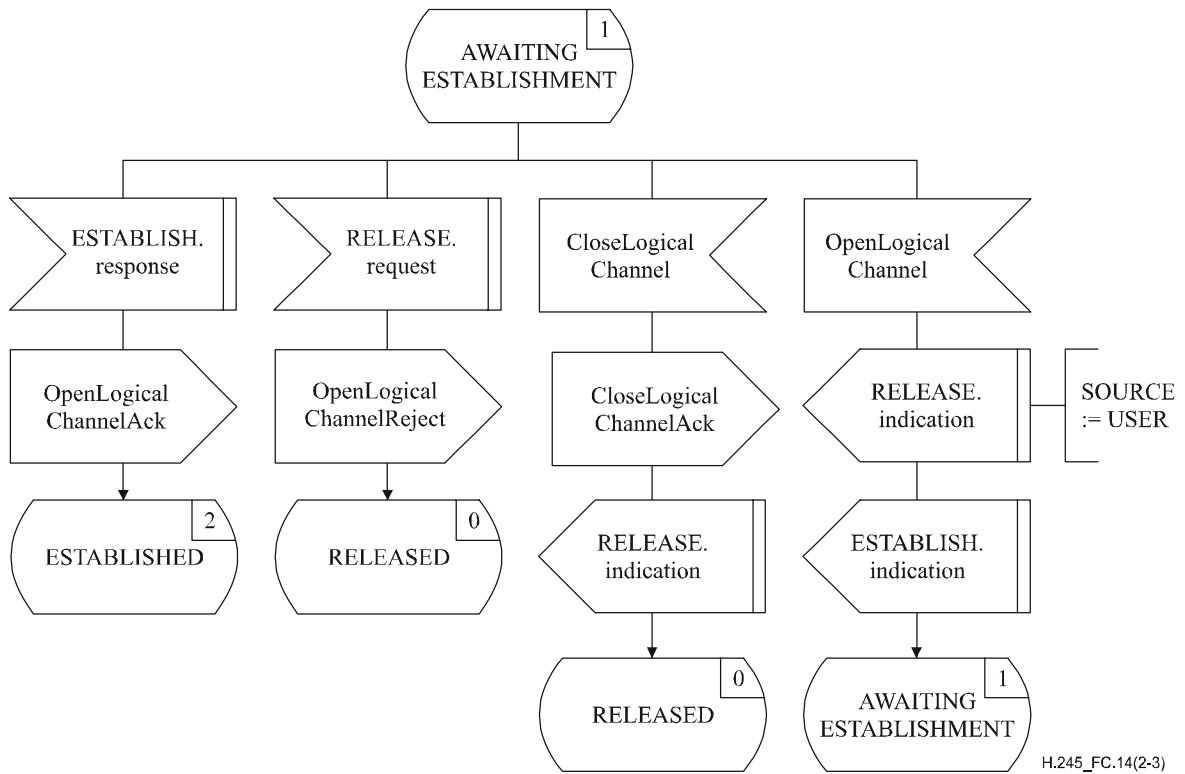 1
AWAITING
ESTABLISHMENT
ESTABLISH.
response
RELEASE.
request
CloseLogical
Channel
OpenLogical
Channel
OpenLogical
ChannelAck
OpenLogical
ChannelReject
CloseLogical
ChannelAck
RELEASE.
indication
SOURCE
:= USER
2
ESTABLISHED
0
RELEASED
RELEASE.
indication
ESTABLISH.
indication
0
RELEASED
1
AWAITING
ESTABLISHMENT
H.245_FC.14(2-3)